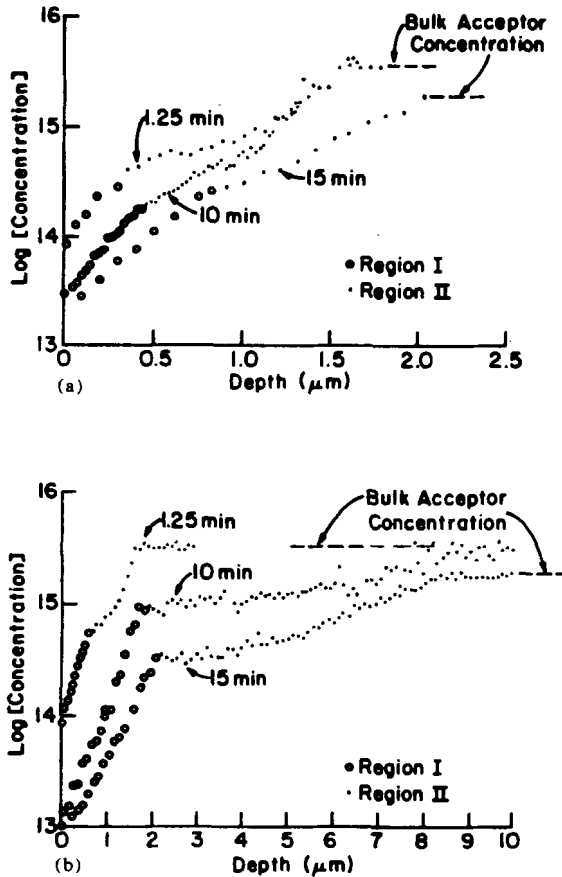 16
Bulk Acceptor
Concentration
1.25 min
15
15 min
10 min
14
Region I
Region II
13
Log [Concentration]
0 0.5 1.0 1.5 2.0 2.5
Depth (μm)
(a)
16
Bulk Acceptor
Concentration
1.25 min
10 min
15
15 min
14
Region I
Region II
13
Log [Concentration]
0 1 2 3 4 5 6 7 8 9 10
Depth (μm)
(b)